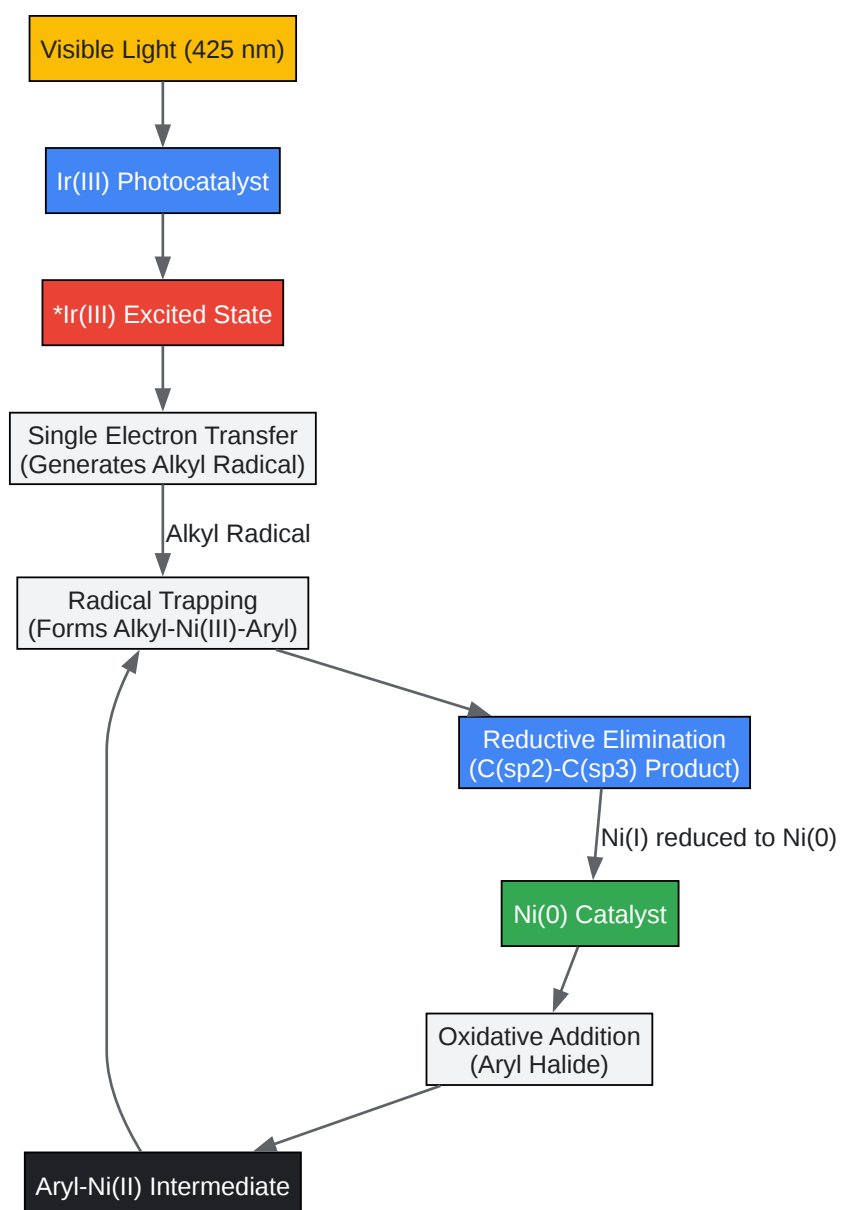 Visible Light (425 nm)
Ir(III) Photocatalyst
*Ir(III) Excited State
Single Electron Transfer
(Generates Alkyl Radical)
Alkyl Radical
Radical Trapping
(Forms Alkyl-Ni(III)-Aryl)
Reductive Elimination
(C(sp2)-C(sp3) Product)
Ni(I) reduced to Ni(0)
Ni(0) Catalyst
Oxidative Addition
(Aryl Halide)
Aryl-Ni(II) Intermediate